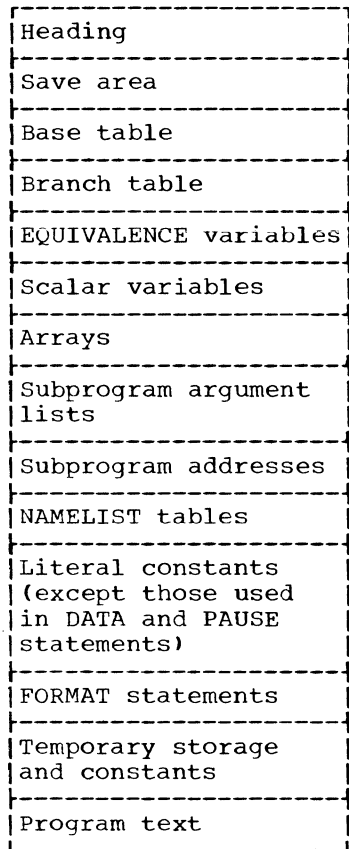 Heading
Save area
Base table
Branch table
EQUIVALENCE variables
Scalar variables
Arrays
Subprogram argument
lists
Subprogram addresses
NAMELIST tables
Literal constants
(except those used
in DATA and PAUSE
statements)
FORMAT statements
Temporary storage
and constants
Program text